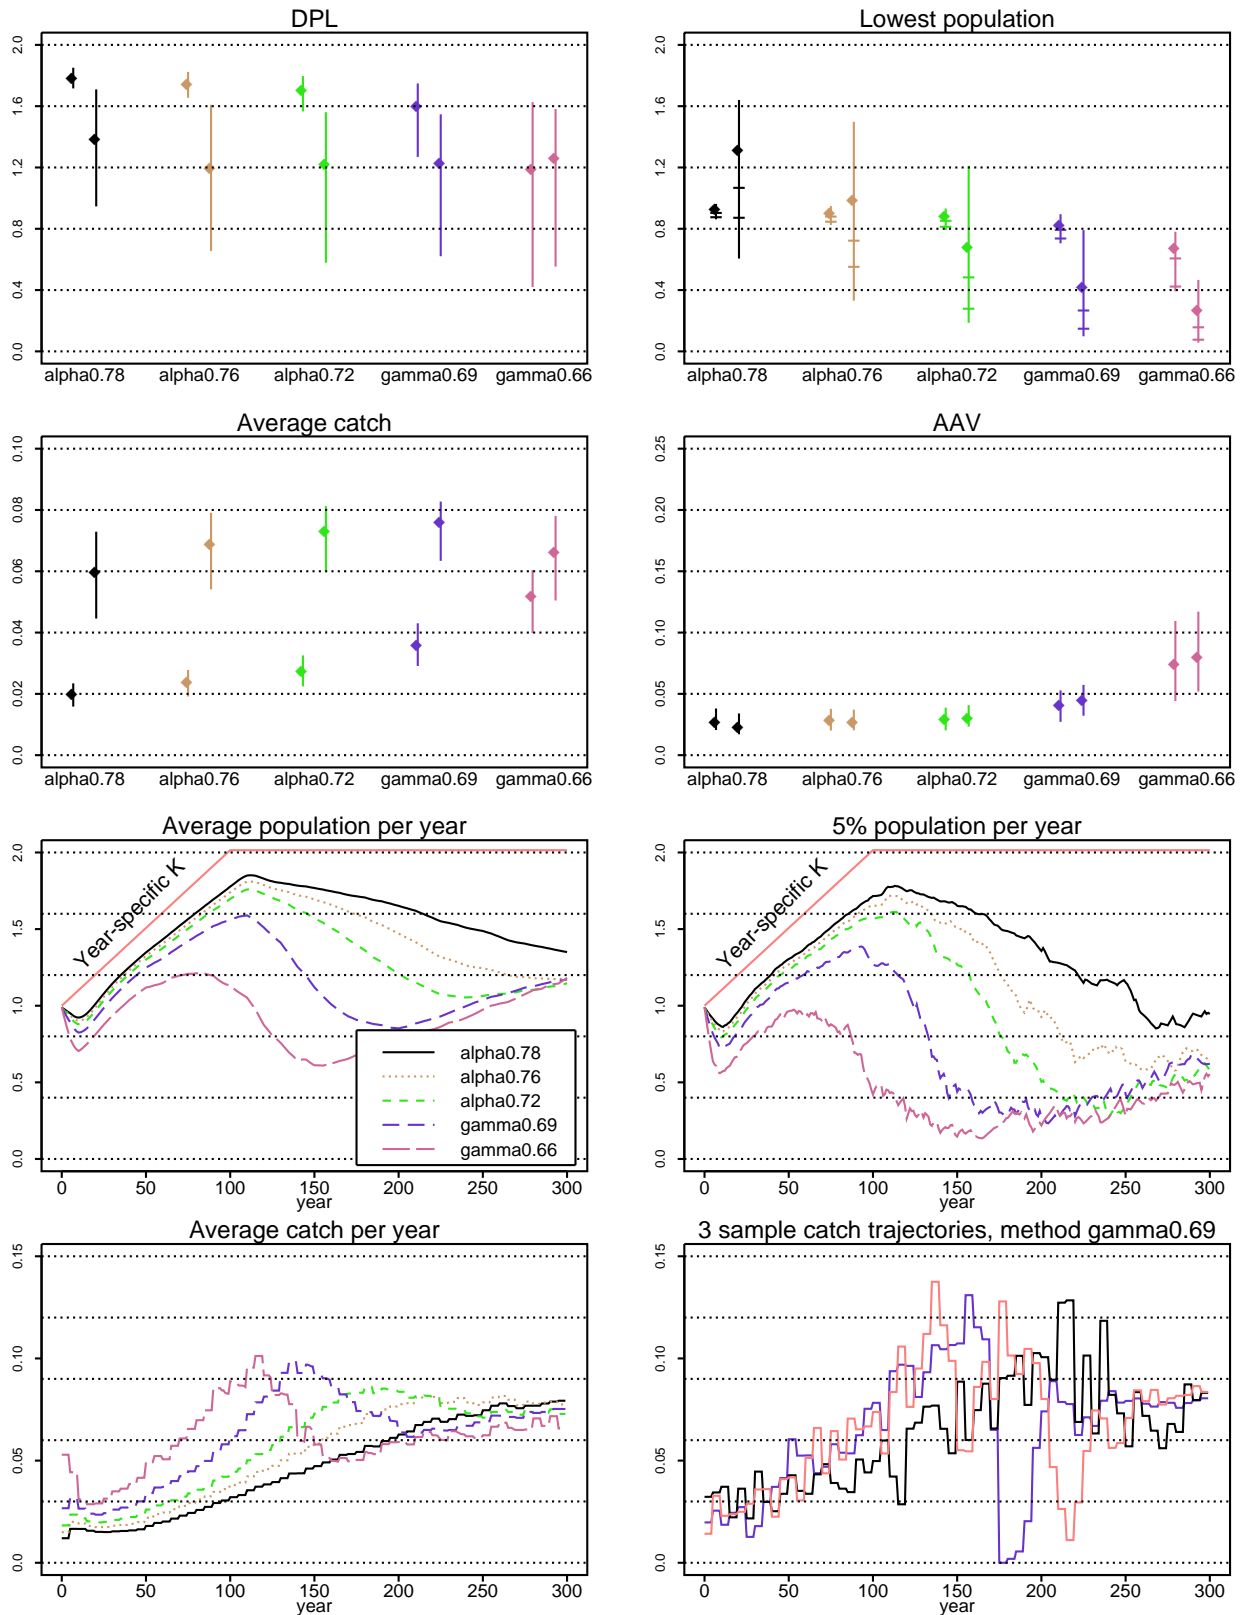 DPL
2.0
1.6
1.2
0.8
0.4
0.0
alpha0.78 alpha0.76 alpha0.72 gamma0.69 gamma0.66
Lowest population
2.0
1.6
1.2
0.8
0.4
0.0
alpha0.78 alpha0.76 alpha0.72 gamma0.69 gamma0.66
Average catch
0.10
0.08
0.06
0.04
0.02
0.0
alpha0.78 alpha0.76 alpha0.72 gamma0.69 gamma0.66
AAV
0.25
0.20
0.15
0.10
0.05
0.0
alpha0.78 alpha0.76 alpha0.72 gamma0.69 gamma0.66
Average population per year
2.0
1.5
1.0
0.5
0.0
Year-specific K
alpha0.78
alpha0.76
alpha0.72
gamma0.69
gamma0.66
0 50 100 150 200 250 300
year
5% population per year
2.0
1.5
1.0
0.5
0.0
Year-specific K
0 50 100 150 200 250 300
year
Average catch per year
0.15
0.10
0.05
0.0
0 50 100 150 200 250 300
year
3 sample catch trajectories, method gamma0.69
0.15
0.10
0.05
0.0
0 50 100 150 200 250 300
year